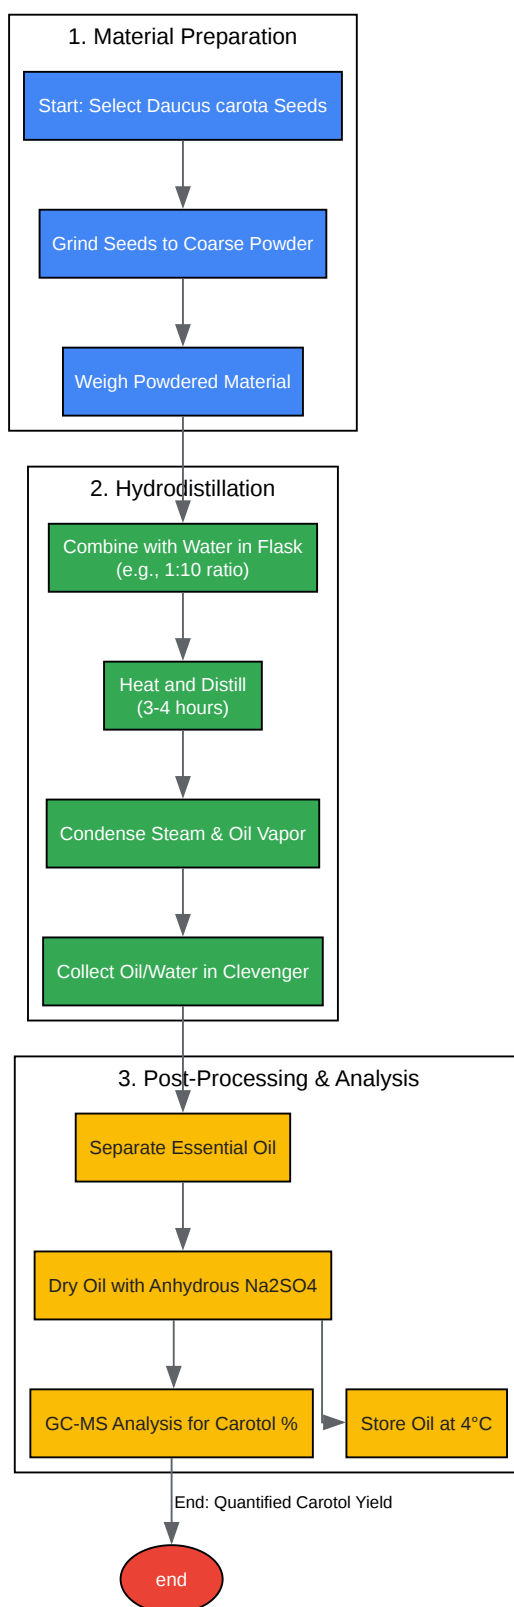 1. Material Preparation
Start: Select Daucus carota Seeds
Grind Seeds to Coarse Powder
Weigh Powdered Material
2. Hydrodistillation
Combine with Water in Flask
(e.g., 1:10 ratio)
Heat and Distill
(3-4 hours)
Condense Steam & Oil Vapor
Collect Oil/Water in Clevenger
3. Post-Processing & Analysis
Separate Essential Oil
Dry Oil with Anhydrous Na2SO4
GC-MS Analysis for Carotol %
Store Oil at 4°C
End: Quantified Carotol Yield
end